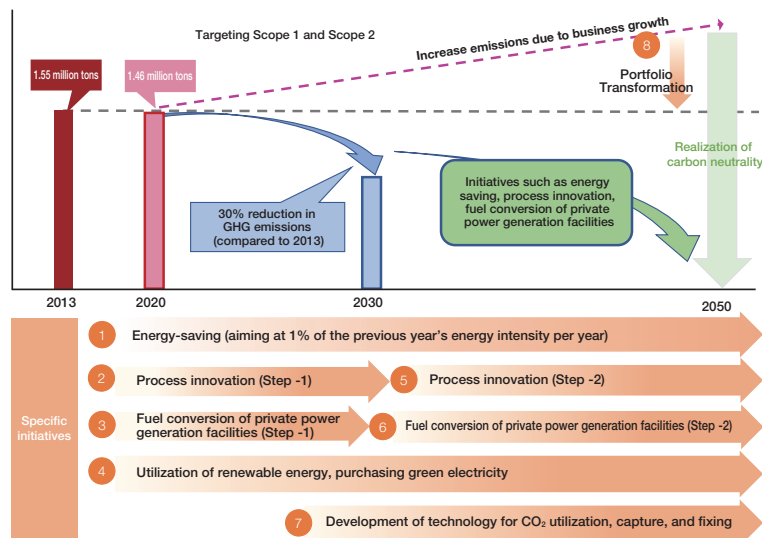 Targeting Scope 1 and Scope 2
Increase emissions due to business growth
8
Portfolio
Transformation
1.55 million tons
1.46 million tons
Realization of
carbon neutrality
Initiatives such as energy
saving, process innovation,
fuel conversion of private
power generation facilities
30% reduction in
GHG emissions
(compared to 2013)
2013
2020
2030
2050
Specific
initiatives
1 Energy-saving (aiming at 1% of the previous year's energy intensity per year)
2 Process innovation (Step -1)
5 Process innovation (Step -2)
3 Fuel conversion of private power
generation facilities (Step -1)
6 Fuel conversion of private power generation facilities (Step -2)
4 Utilization of renewable energy, purchasing green electricity
7 Development of technology for CO₂ utilization, capture, and fixing